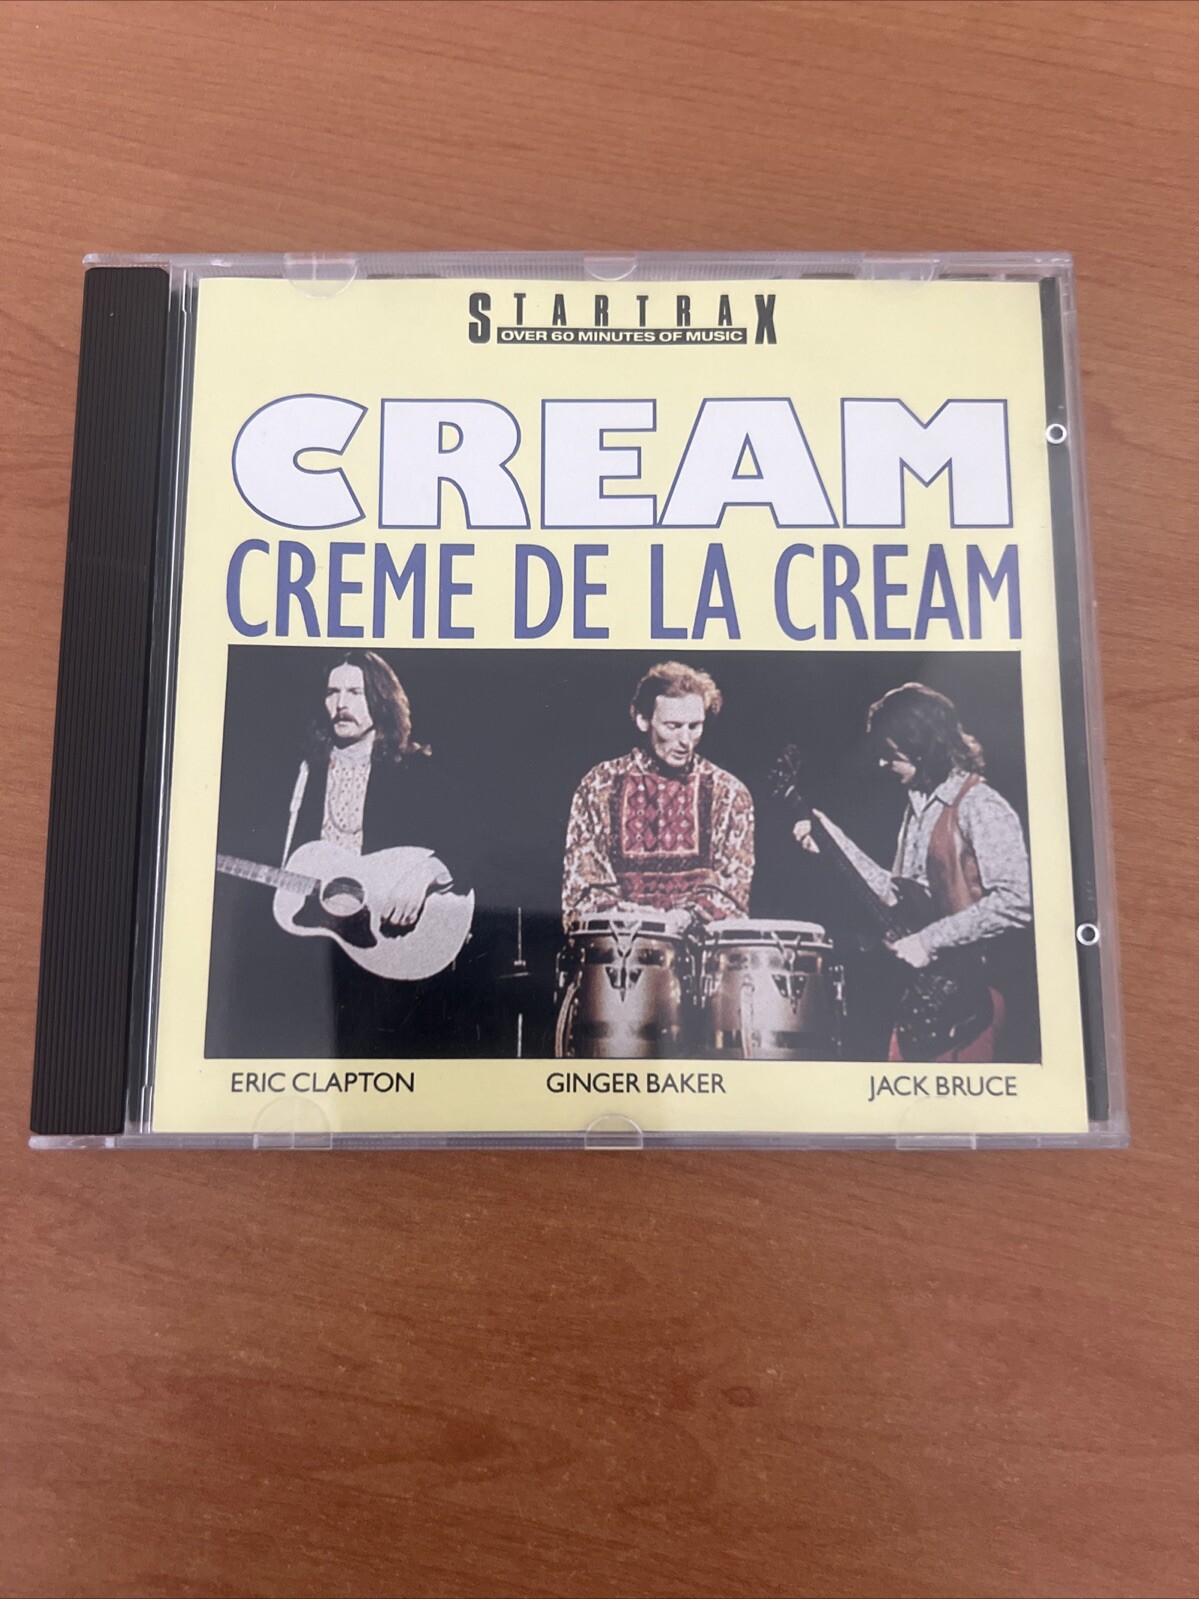 STARTRAX
OVER 60 MINUTES OF MUSIC
CREAM
CREME DE LA CREAM
ERIC CLAPTON GINGER BAKER JACK BRUCE